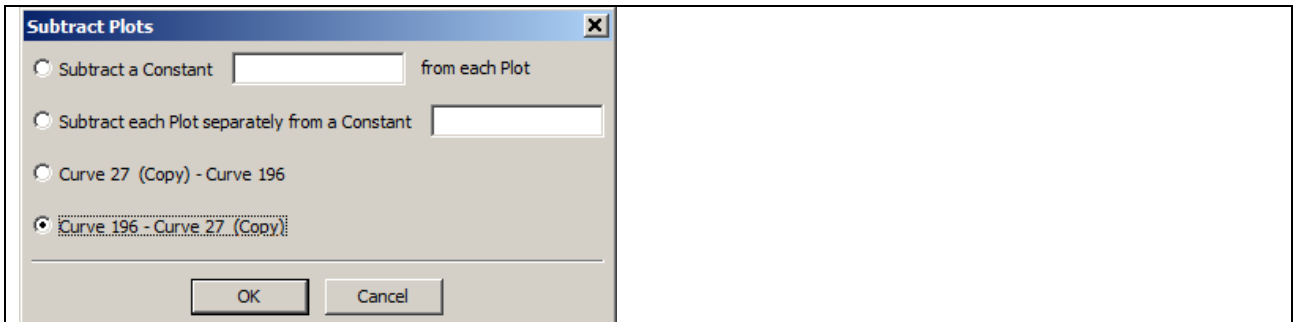 Subtract Plots
Subtract a Constant from each Plot
Subtract each Plot separately from a Constant
Curve 27 (Copy) - Curve 196
Curve 196 - Curve 27 (Copy)
OK Cancel